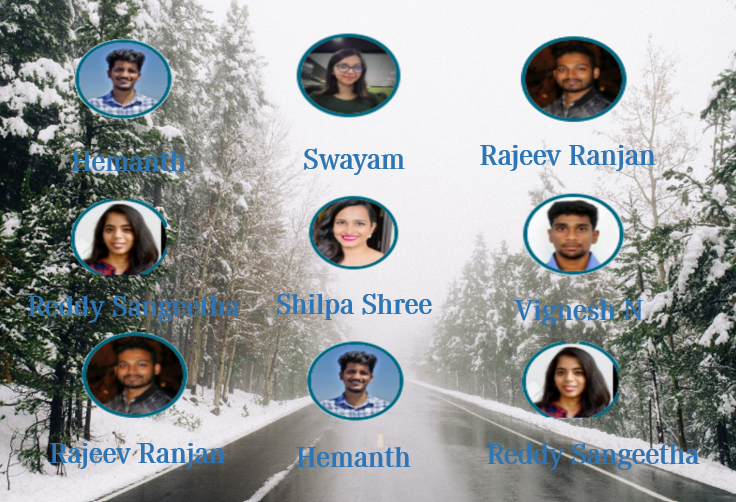 Hemanth
Swayam
Rajeev Ranjan
Reddy Sangeetha
Shilpa Shree
Vignesh N
Rajeev Ranjan
Hemanth
Reddy Sangeetha